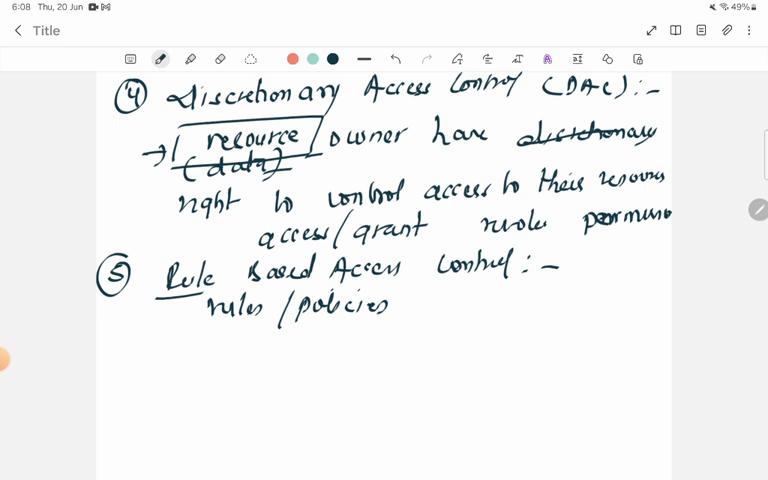 6:08 Thu, 20 Jun 49%
Title
④ Discretionary Access Control (DAC) :-
→ resource / owner have discretionary
(data)
right to control access to their resources
access/grant revoke
⑤ Rule Based Access Control :-
rules / policies